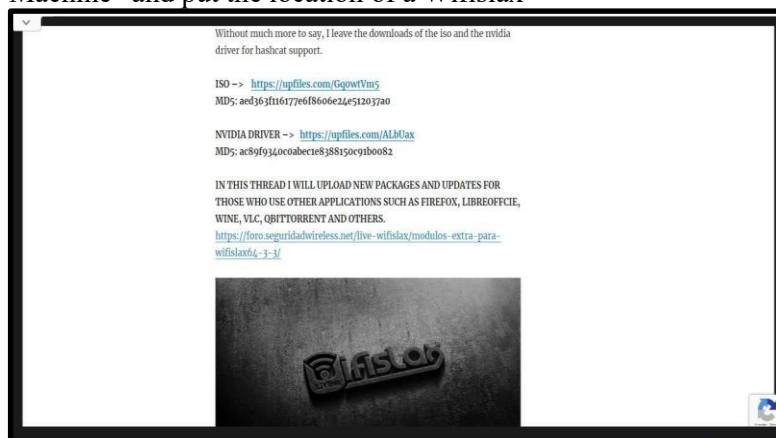 Machine" and put the location of a Wifislax
Without much more to say, I leave the downloads of the iso and the nvidia
driver for hashcat support.
ISO –> https://upfiles.com/GqowtVm5
MD5: aed363f116177e6f8606e24e512037a0
NVIDIA DRIVER –> https://upfiles.com/ALbUax
MD5: ac89f9340c0abec1e8388150c91b0082
IN THIS THREAD I WILL UPLOAD NEW PACKAGES AND UPDATES FOR
THOSE WHO USE OTHER APPLICATIONS SUCH AS FIREFOX, LIBREOFFCIE,
WINE, VLC, QBITTORRENT AND OTHERS.
https://foro.seguridadwireless.net/live-wifislax/modulos-extra-para-
wifislax64-3-3/
Wifislax